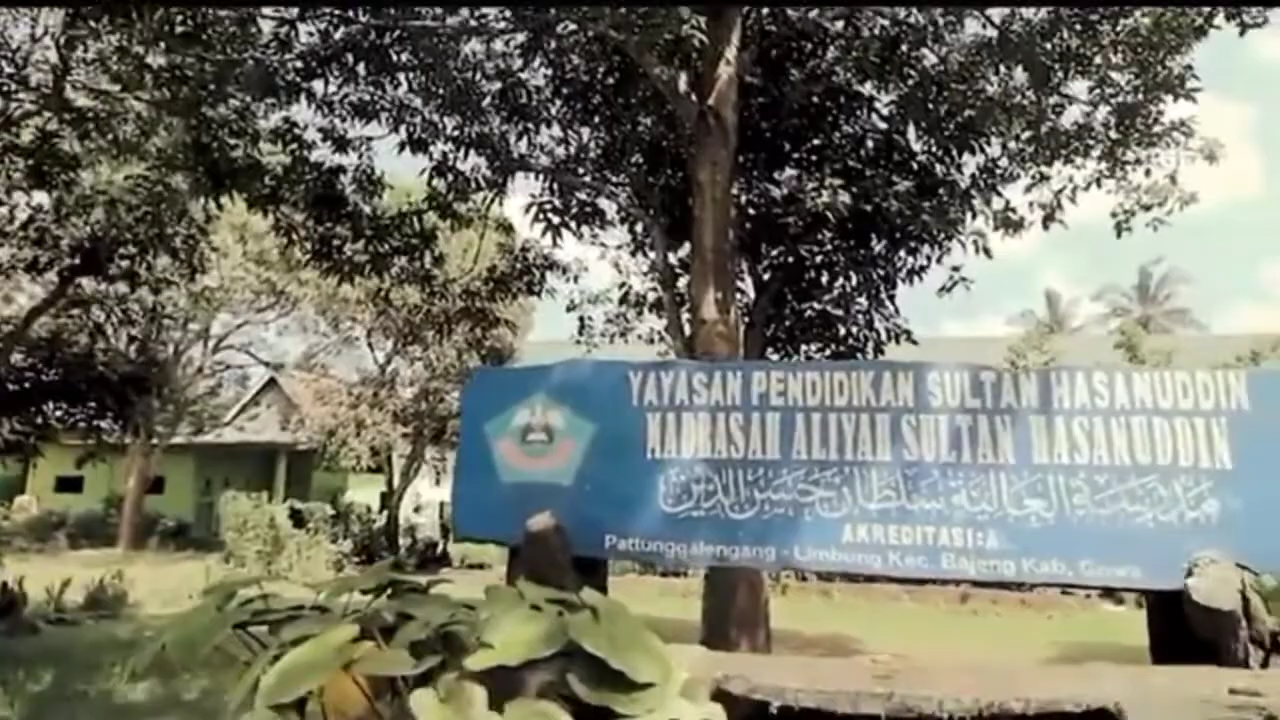 YAYASAN PENDIDIKAN SULTAN HASANUDDIN
MADRASAH ALIYAH SULTAN HASANUDDIN
مدرسة العالية سلطان حسن الدين
AKREDITASI:A
Pattunggalengang - Limbung Kec. Bajeng Kab. Gowa